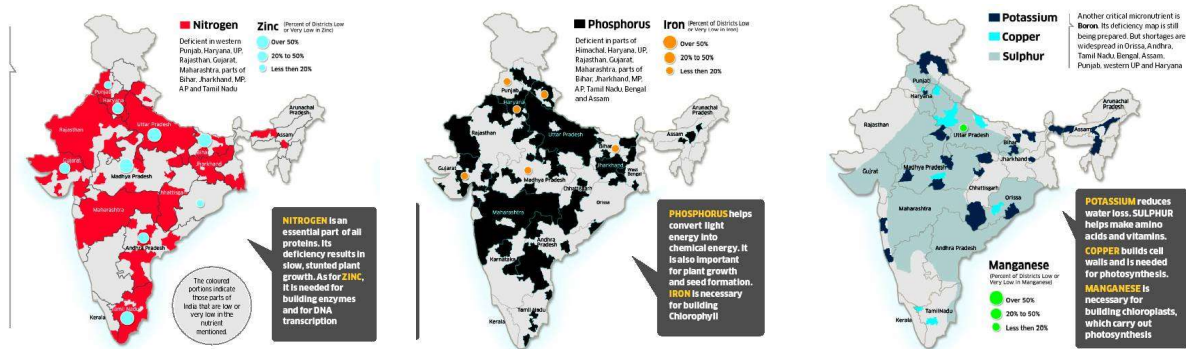 Nitrogen
Deficient in western
Punjab, Haryana, UP,
Rajasthan, Gujarat,
Maharashtra, parts of
Bihar, Jharkhand, MP,
AP and Tamil Nadu
Zinc
(Percent of Districts Low
or Very Low in Zinc)
Over 50%
20% to 50%
Less then 20%
Punjab
Haryana
Rajasthan
Uttar Pradesh
Arunachal Pradesh
Assam
Jharkhand
Gujarat
Madhya Pradesh
Maharashtra
Andhra Pradesh
Kerala
Tamil Nadu
The coloured
portions indicate
those parts of
India that are low or
very low in the
nutrient
mentioned.
NITROGEN is an
essential part of all
proteins. Its
deficiency results in
slow, stunted plant
growth. As for ZINC,
it is needed for
building enzymes
and for DNA
transcription
Phosphorus
Deficient in parts of
Himachal, Haryana, UP,
Rajasthan, Gujarat,
Maharashtra, parts of
Bihar, Jharkhand, MP,
AP, Tamil Nadu, Bengal
and Assam
Iron
(Percent of Districts Low
or Very Low in Iron)
Over 50%
20% to 50%
Less then 20%
Punjab
Haryana
Rajasthan
Uttar Pradesh
Arunachal
Pradesh
Assam
Bihar
Jharkhand
West
Bengal
Gujarat
Madhya Pradesh
Orissa
Maharashtra
Andhra
Pradesh
Karnataka
Tamil Nadu
Kerala
PHOSPHORUS helps
convert light
energy into
chemical energy. It
is also important
for plant growth
and seed formation.
IRON is necessary
for building
Chlorophyll
Potassium
Copper
Sulphur
Another critical micronutrient is
Boron. Its deficiency map is still
being prepared. But shortages are
widespread in Orissa, Andhra,
Tamil Nadu, Bengal, Assam,
Punjab, western UP and Haryana
Punjab
Haryana
Rajasthan
Uttar Pradesh
Arunachal
Pradesh
Assam
Bihar
Jharkhand
Gujrat
Madhya Pradesh
Chhattisgarh
Orissa
Maharashtra
Andhra Pradesh
Kerala
TamilNadu
Manganese
(Percent of Districts Low or
Very Low in Manganese)
Over 50%
20% to 50%
Less then 20%
POTASSIUM reduces
water loss. SULPHUR
helps make amino
acids and vitamins.
COPPER builds cell
walls and is needed
for photosynthesis.
MANGANESE is
necessary for
building chloroplasts,
which carry out
photosynthesis